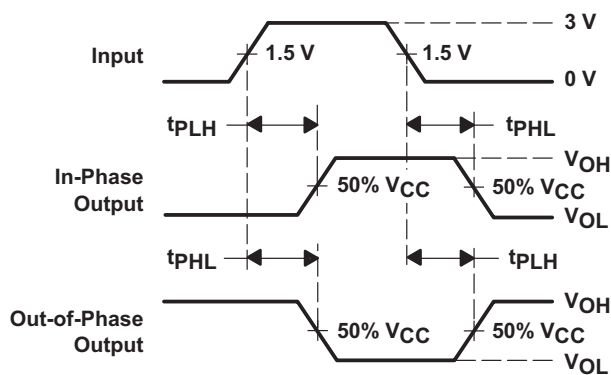 3 V
Input
1.5 V
1.5 V
0 V
tPLH
tPHL
VOH
In-Phase
Output
50% VCC
50% VCC
VOL
tPHL
tPLH
VOH
Out-of-Phase
Output
50% VCC
50% VCC
VOL